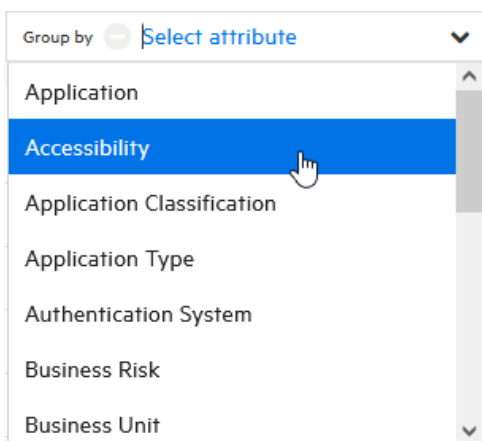 Group by Select attribute
Application
Accessibility
Application Classification
Application Type
Authentication System
Business Risk
Business Unit